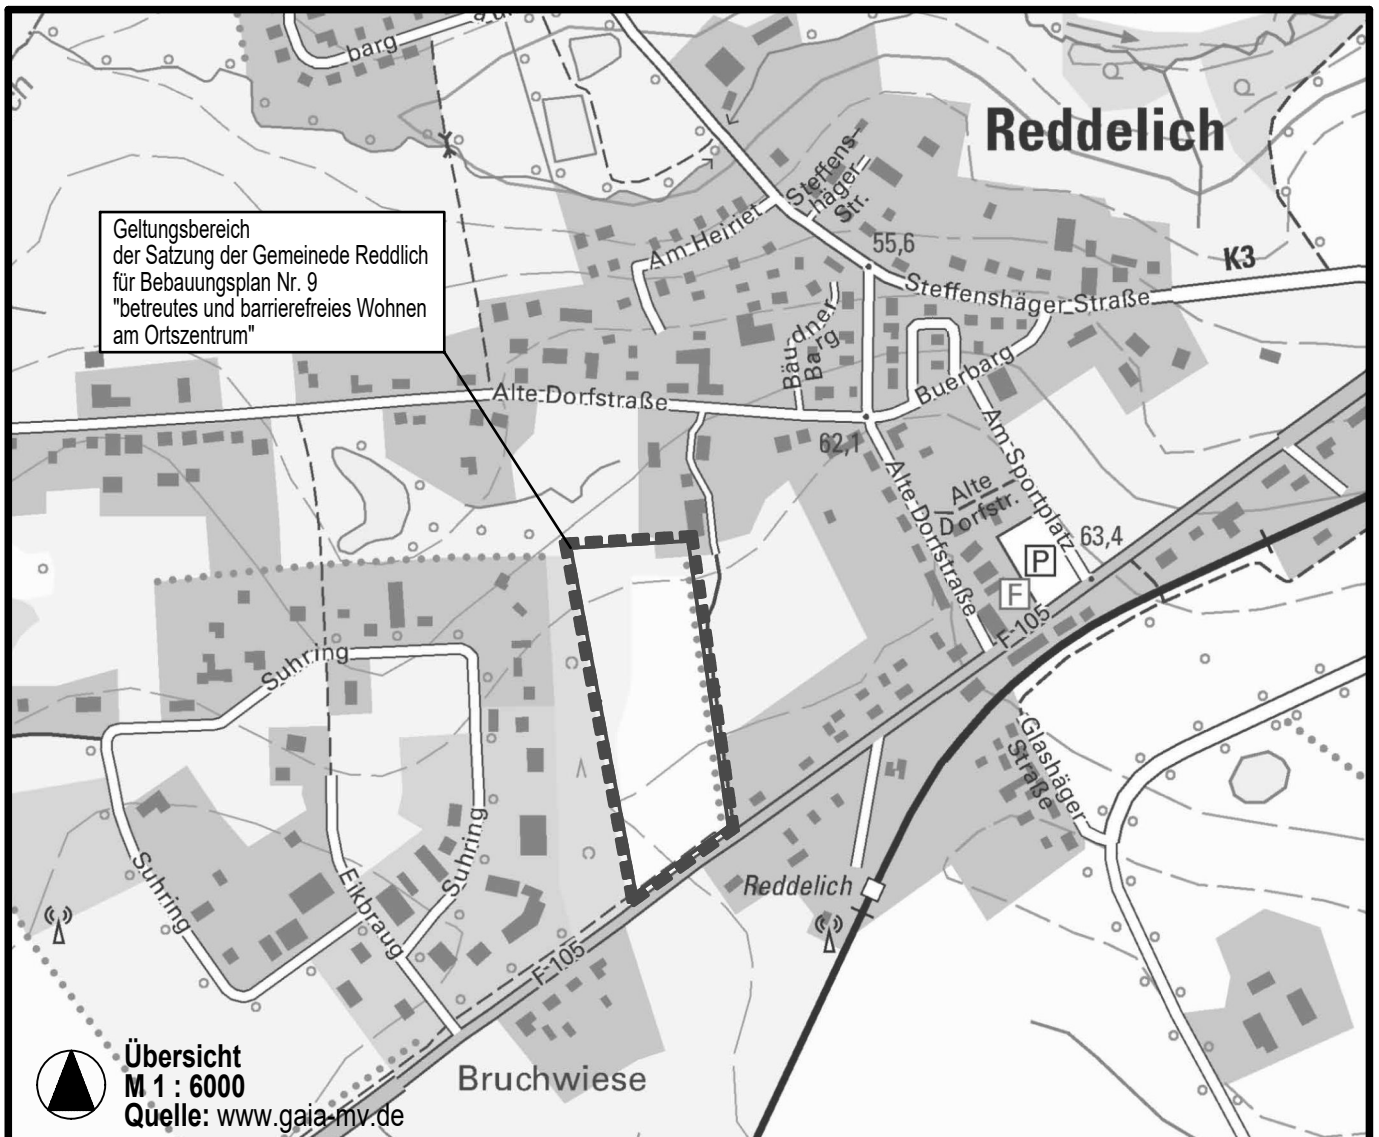 barg
Reddelich
Steffens-
häger-
Str.
Am-Heiriet
55,6
K3
Steffenshäger-Straße
Geltungsbereich
der Satzung der Gemeinede Reddlich
für Bebauungsplan Nr. 9
"betreutes und barrierefreies Wohnen
am Ortszentrum"
Bäudner
Barg
Buerbarg
Alte-Dorfstraße
62,1
Am-Sportplatz
Alte
Dorfstr.
Alte-Dorfstraße
63,4
P
F
F-105
Suhring
Glashäger
Straße
Suhring
Suhring
Eikbraug
Reddelich
F-105
Bruchwiese
Übersicht
M 1 : 6000
Quelle: www.gaia-mv.de